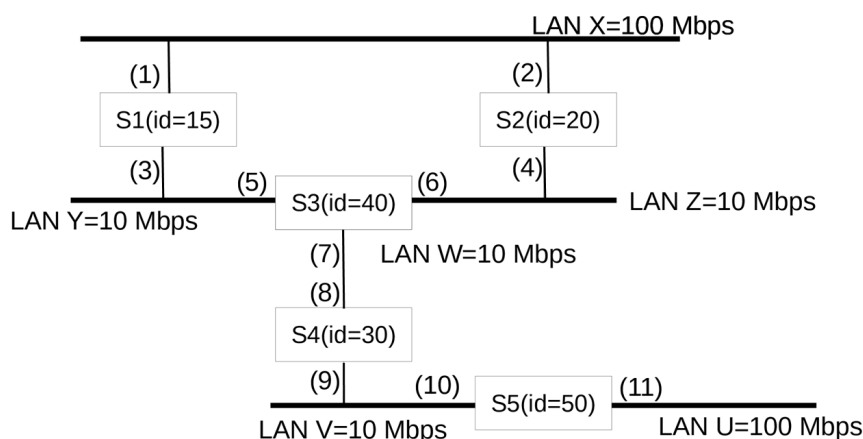 LAN X=100 Mbps
(1)
(2)
S1(id=15)
S2(id=20)
(3)
(4)
(5)
(6)
S3(id=40)
LAN Y=10 Mbps
LAN Z=10 Mbps
(7)
LAN W=10 Mbps
(8)
S4(id=30)
(9)
(10)
(11)
S5(id=50)
LAN V=10 Mbps
LAN U=100 Mbps